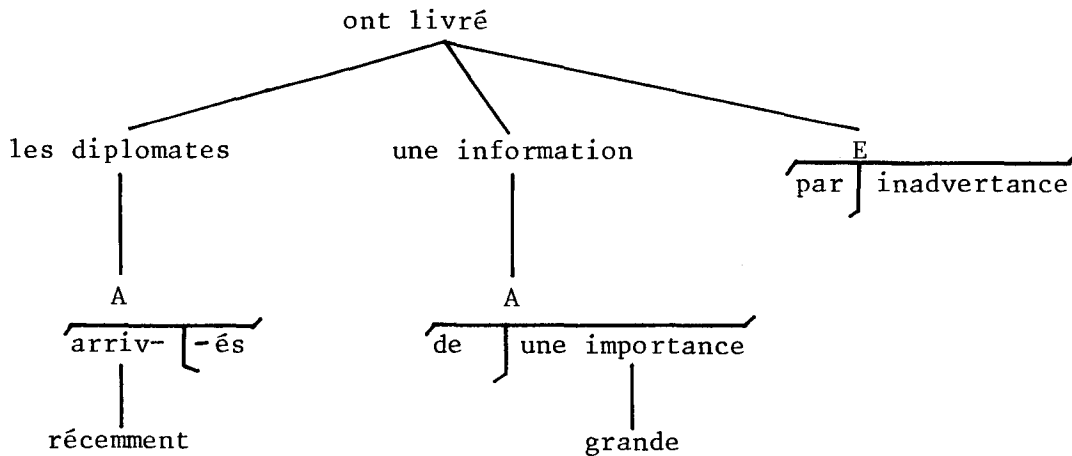 ont livré
les diplomates une information E
par inadvertance
A A
arriv- -és de une importance
récemment grande